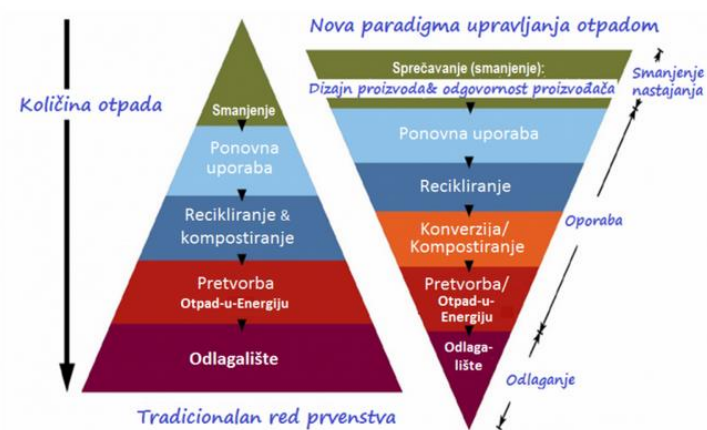 Nova paradigma upravljanja otpadom
Količina otpada
Smanjenje
Ponovna
uporaba
Recikliranje &
kompostiranje
Pretvorba
Otpad-u-Energiju
Odlagalište
Tradicionalan red prvenstva
Sprečavanje (smanjenje):
Dizajn proizvoda& odgovornost proizvođača
Ponovna uporaba
Recikliranje
Konverzija/
Kompostiranje
Pretvorba/
Otpad-u-
Energiju
Odlaga-
lište
Smanjenje
nastajanja
Oporaba
Odlaganje